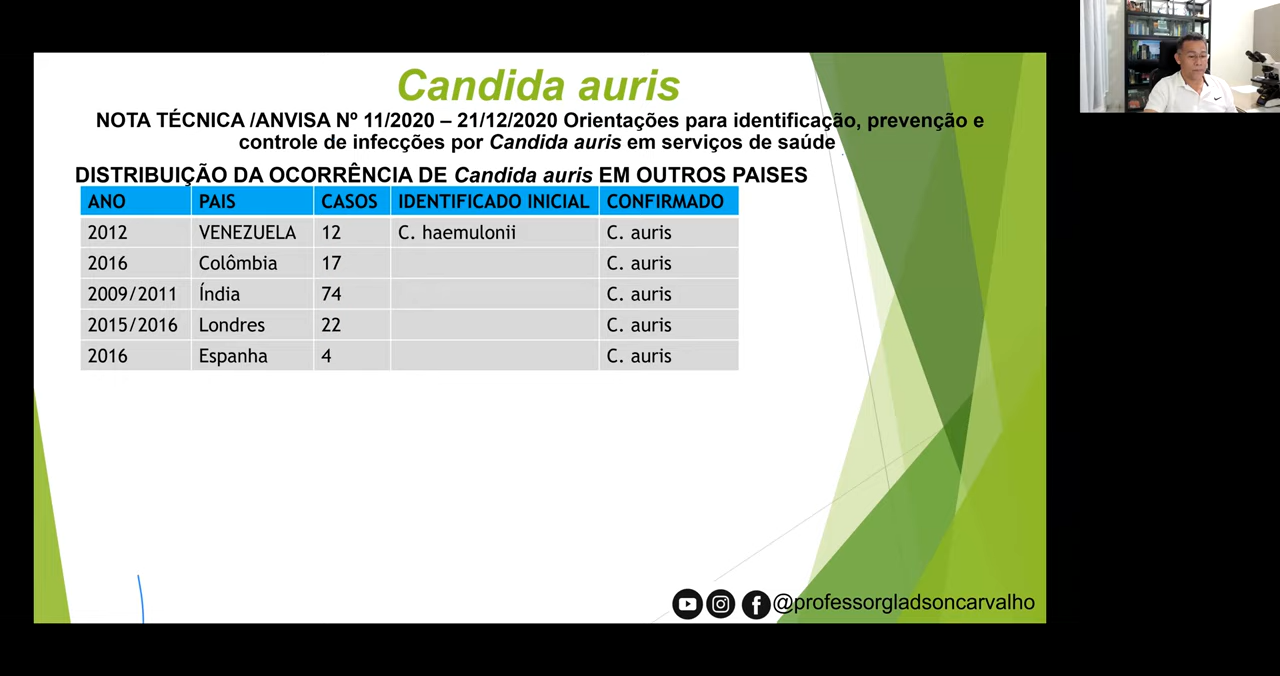 Candida auris
NOTA TÉCNICA /ANVISA Nº 11/2020 – 21/12/2020 Orientações para identificação, prevenção e
controle de infecções por Candida auris em serviços de saúde
DISTRIBUIÇÃO DA OCORRÊNCIA DE Candida auris EM OUTROS PAISES
ANO PAIS CASOS IDENTIFICADO INICIAL CONFIRMADO
2012 VENEZUELA 12 C. haemulonii C. auris
2016 Colômbia 17 C. auris
2009/2011 Índia 74 C. auris
2015/2016 Londres 22 C. auris
2016 Espanha 4 C. auris
@professorgladsoncarvalho